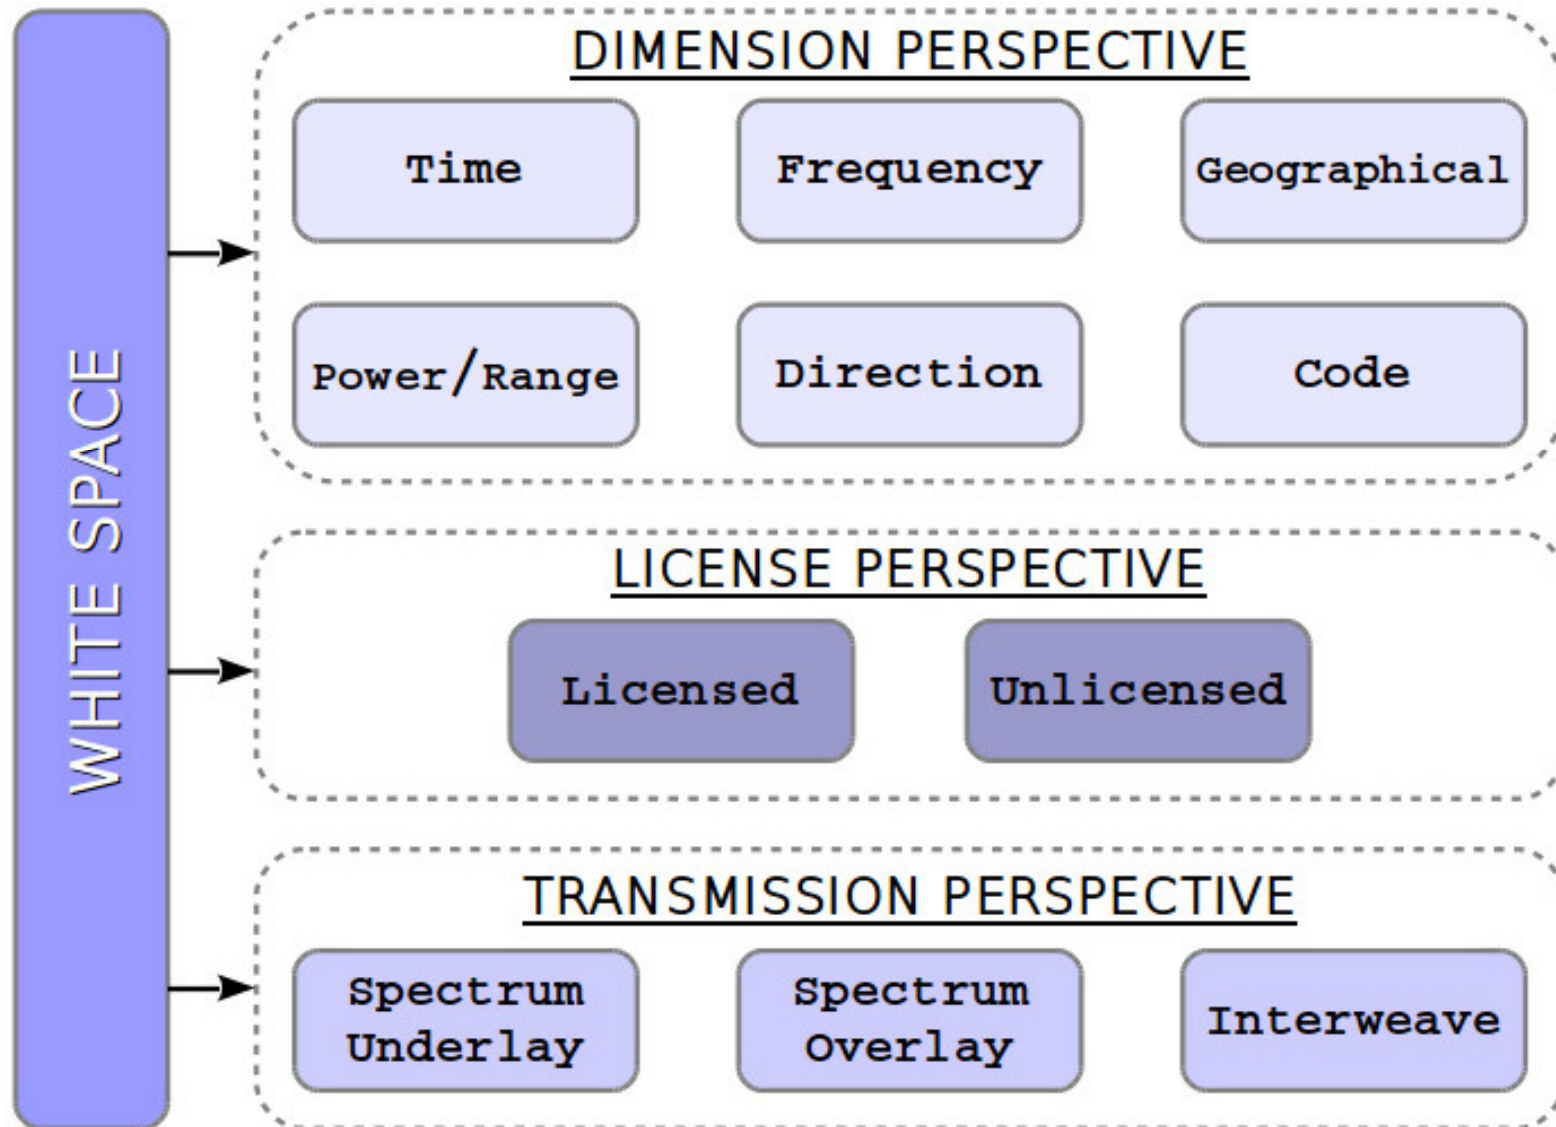 WHITE SPACE
DIMENSION PERSPECTIVE
Time
Frequency
Geographical
Power/Range
Direction
Code
LICENSE PERSPECTIVE
Licensed
Unlicensed
TRANSMISSION PERSPECTIVE
Spectrum
Underlay
Spectrum
Overlay
Interweave